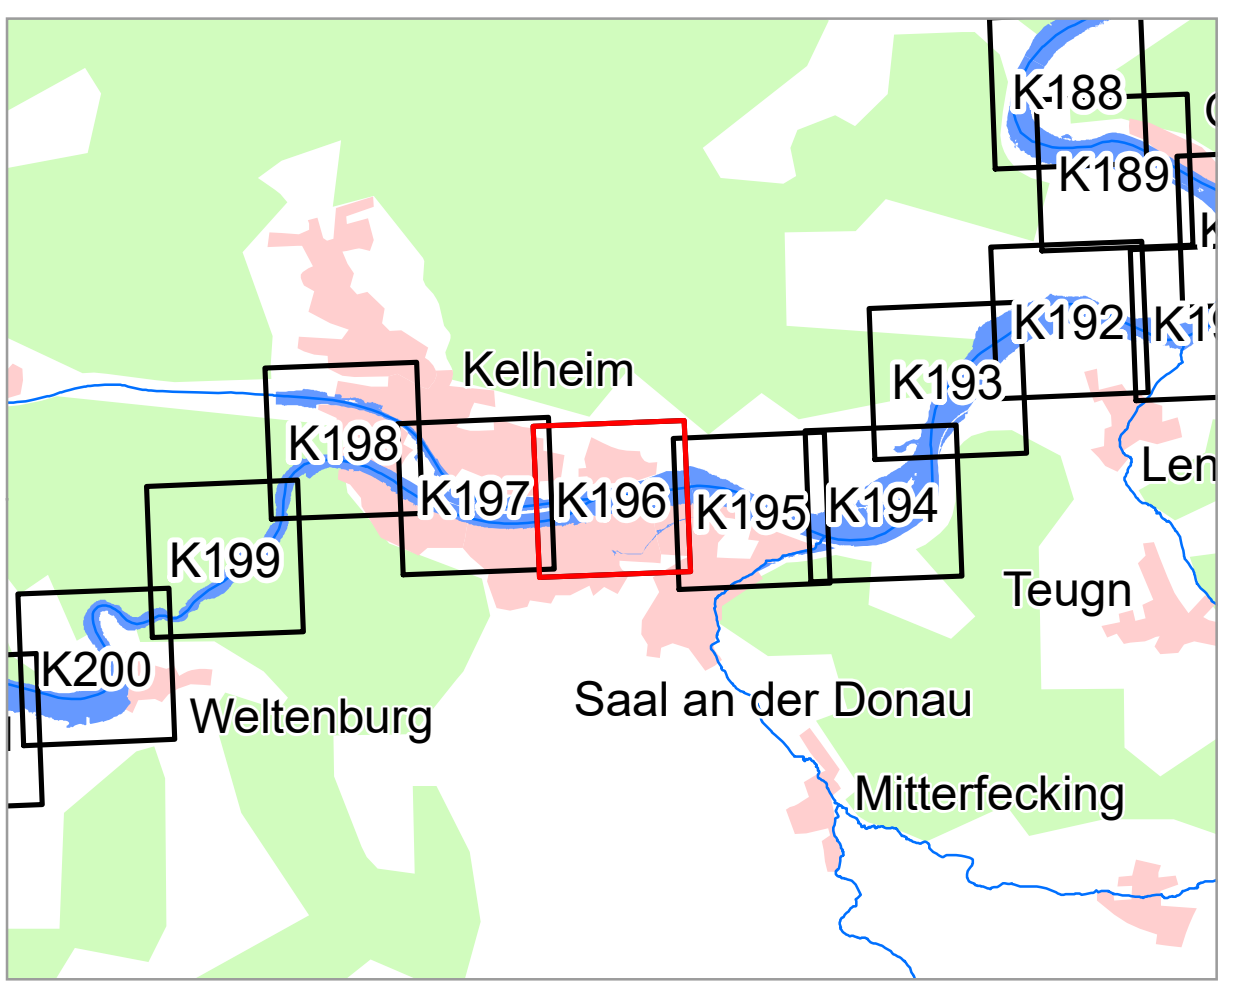 K188
K189
K192
K193
Kelheim
K198
K197
K196
K195
K194
K199
Teugn
K200
Saal an der Donau
Weltenburg
Mitterfecking